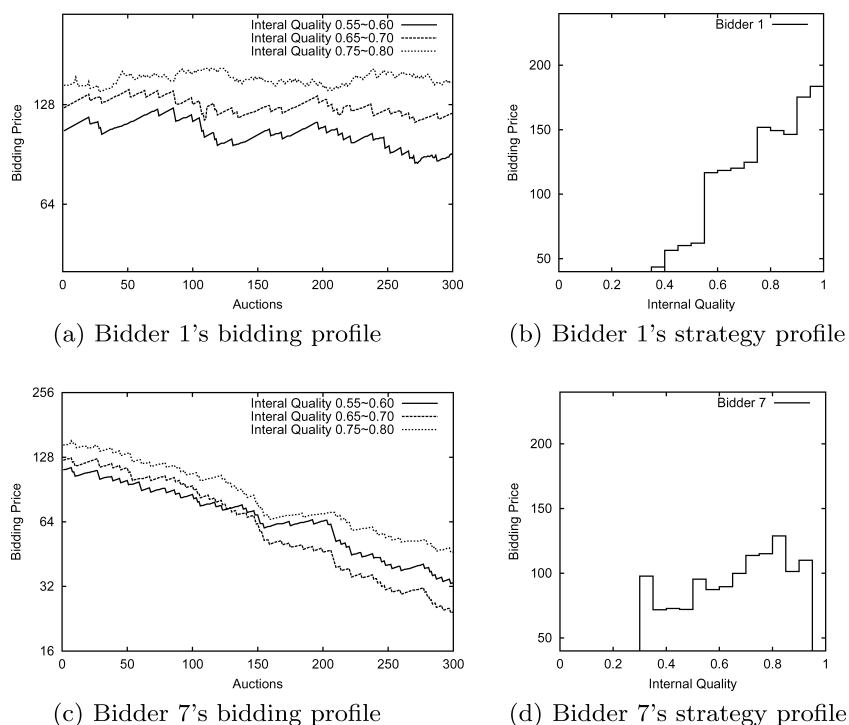 Interal Quality 0.55~0.60
Interal Quality 0.65~0.70
Interal Quality 0.75~0.80
128
64
Bidding Price
0 50 100 150 200 250 300
Auctions
(a) Bidder 1's bidding profile
Bidder 1
200
150
100
50
Bidding Price
0 0.2 0.4 0.6 0.8 1
Internal Quality
(b) Bidder 1's strategy profile
Interal Quality 0.55~0.60
Interal Quality 0.65~0.70
Interal Quality 0.75~0.80
256
128
64
32
16
Bidding Price
0 50 100 150 200 250 300
Auctions
(c) Bidder 7's bidding profile
Bidder 7
200
150
100
50
Bidding Price
0 0.2 0.4 0.6 0.8 1
Internal Quality
(d) Bidder 7's strategy profile